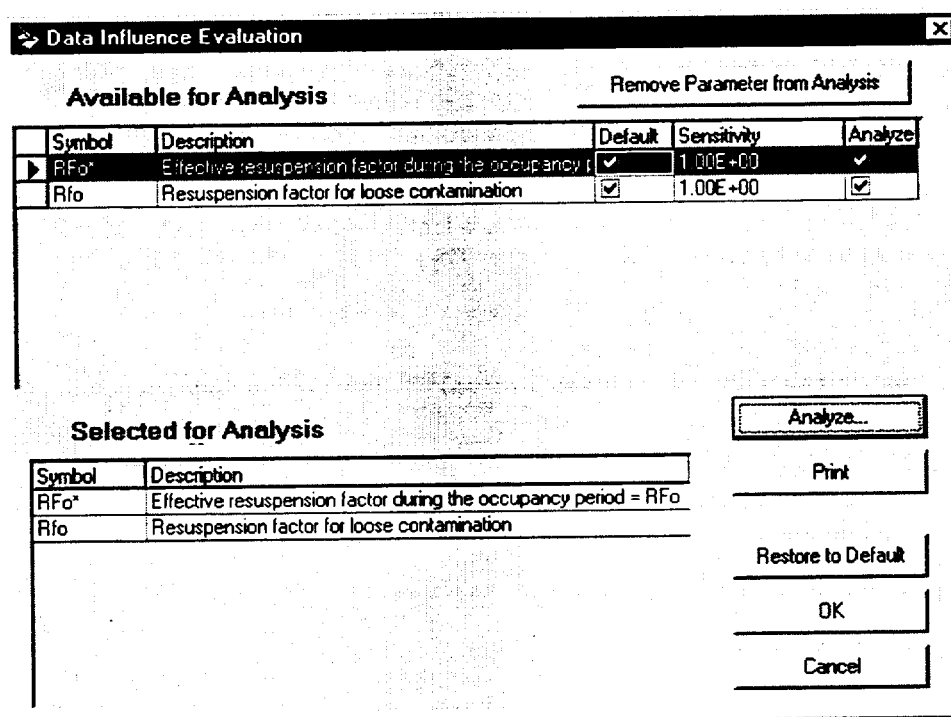 Data Influence Evaluation
Remove Parameter from Analysis
Available for Analysis
Symbol Description Default Sensitivity Analyze
RFo* Effective resuspension factor during the occupancy p 1.00E+00
Rfo Resuspension factor for loose contamination 1.00E+00
Analyze...
Selected for Analysis
Symbol Description
Print
RFo* Effective resuspension factor during the occupancy period = RFo
Rfo Resuspension factor for loose contamination
Restore to Default
OK
Cancel